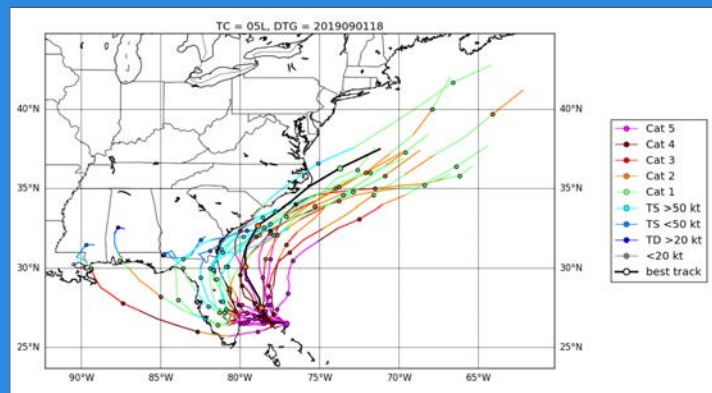 TC = 05L, DTG = 2019090118
40°N
35°N
30°N
25°N
90°W 85°W 80°W 75°W 70°W 65°W
Cat 5
Cat 4
Cat 3
Cat 2
Cat 1
TS >50 kt
TS <50 kt
TD >20 kt
<20 kt
best track